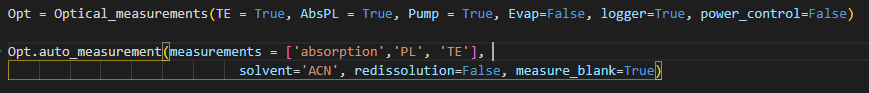 Opt = Optical_measurements(TE = True, AbsPL = True, Pump = True, Evap=False, logger=True, power_control=False)
Opt.auto_measurement(measurements = ['absorption','PL', 'TE'],
solvent='ACN', redissolution=False, measure_blank=True)